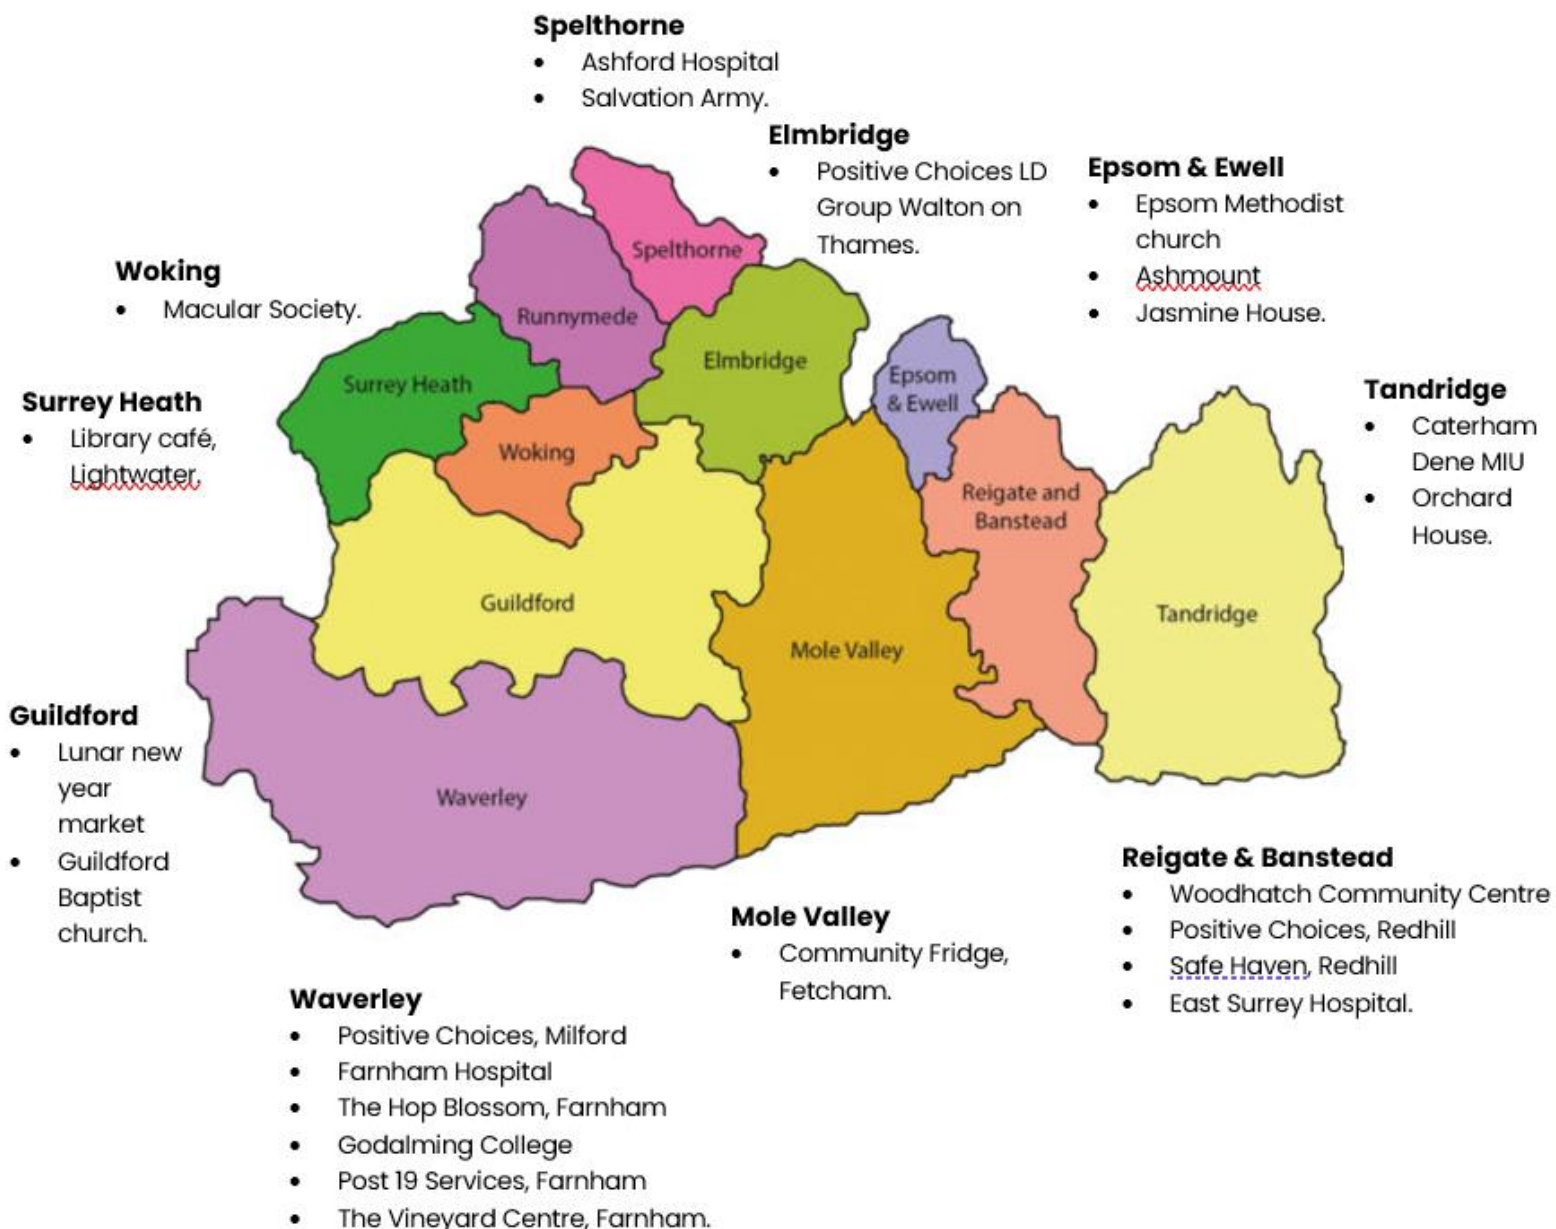 Spelthorne
• Ashford Hospital
• Salvation Army.
Elmbridge
• Positive Choices LD
Group Walton on
Thames.
Epsom & Ewell
• Epsom Methodist
church
• Ashmount
• Jasmine House.
Woking
• Macular Society.
Surrey Heath
• Library café,
Lightwater.
Tandridge
• Caterham
Dene MIU
• Orchard
House.
Spelthorne
Runnymede
Elmbridge
Surrey Heath
Epsom
& Ewell
Woking
Reigate and
Banstead
Guildford
Tandridge
Mole Valley
Waverley
Guildford
• Lunar new
year
market
• Guildford
Baptist
church.
Reigate & Banstead
• Woodhatch Community Centre
• Positive Choices, Redhill
• Safe Haven, Redhill
• East Surrey Hospital.
Mole Valley
• Community Fridge,
Fetcham.
Waverley
• Positive Choices, Milford
• Farnham Hospital
• The Hop Blossom, Farnham
• Godalming College
• Post 19 Services, Farnham
• The Vineyard Centre, Farnham.